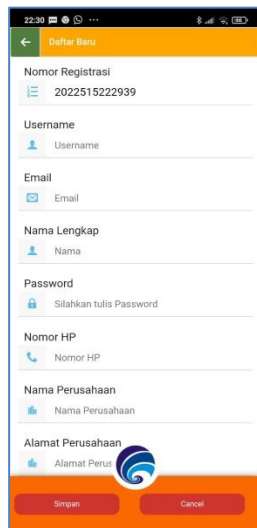 22:30
86
Daftar Baru
Nomor Registrasi
2022515222939
Username
Username
Email
Email
Nama Lengkap
Nama
Password
Silahkan tulis Password
Nomor HP
Nomor HP
Nama Perusahaan
Nama Perusahaan
Alamat Perusahaan
Alamat Perus
Simpan Cancel